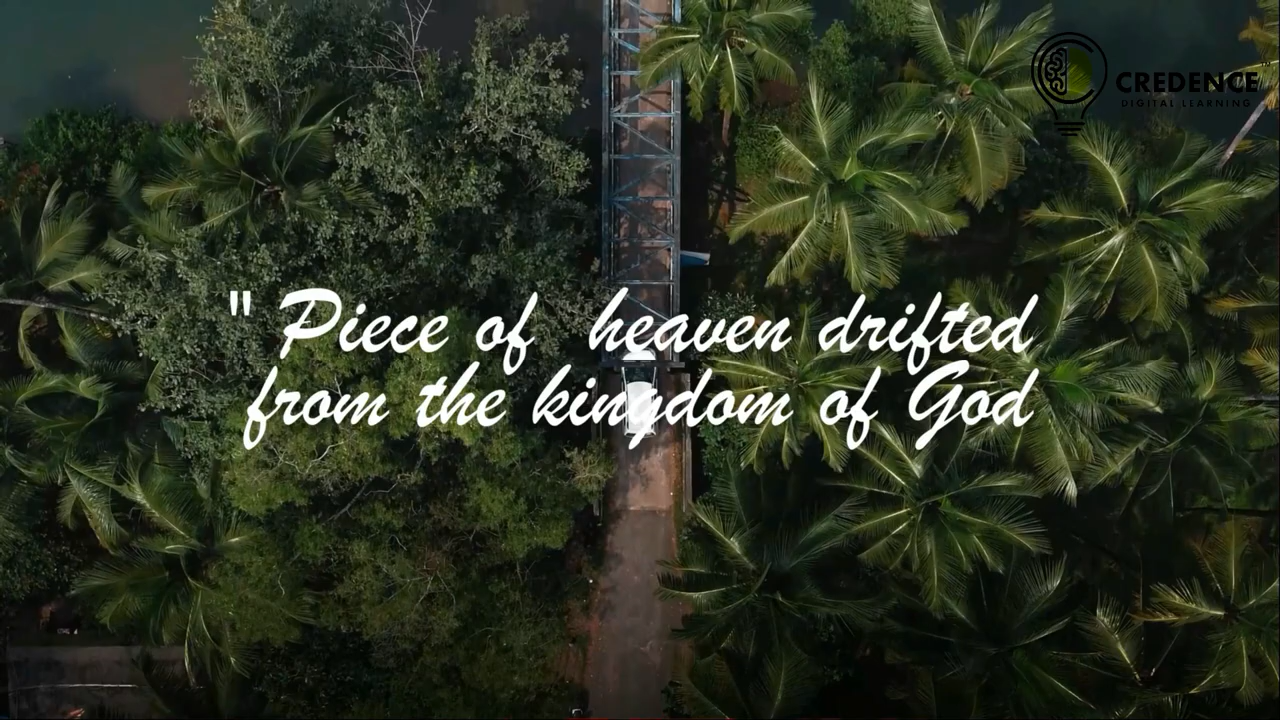 CREDENCE
DIGITAL LEARNING
" Piece of heaven drifted
from the kingdom of God